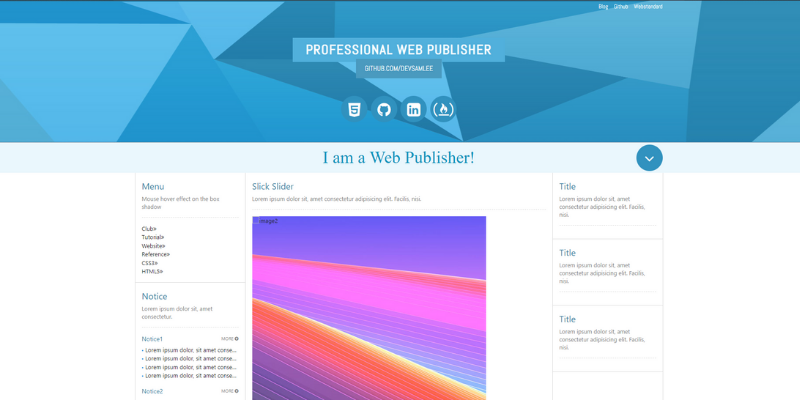 Blog Github Webstandard
PROFESSIONAL WEB PUBLISHER
GITHUB.COM/DEVSAMLEE
I am a Web Publisher!
Menu
Mouse hover effect on the box
shadow
Club»
Tutorial»
Website»
Reference»
CSS3»
HTML5»
Notice
Lorem ipsum dolor, sit amet
consectetur.
Notice1 MORE
Lorem ipsum dolor, sit amet conse...
Lorem ipsum dolor, sit amet conse...
Lorem ipsum dolor, sit amet conse...
Lorem ipsum dolor, sit amet conse...
Notice2 MORE
Slick Slider
Lorem ipsum dolor sit, amet consectetur adipisicing elit. Facilis, nisi.
image2
Title
Lorem ipsum dolor sit, amet
consectetur adipisicing elit. Facilis,
nisi.
Title
Lorem ipsum dolor sit, amet
consectetur adipisicing elit. Facilis,
nisi.
Title
Lorem ipsum dolor sit, amet
consectetur adipisicing elit. Facilis,
nisi.